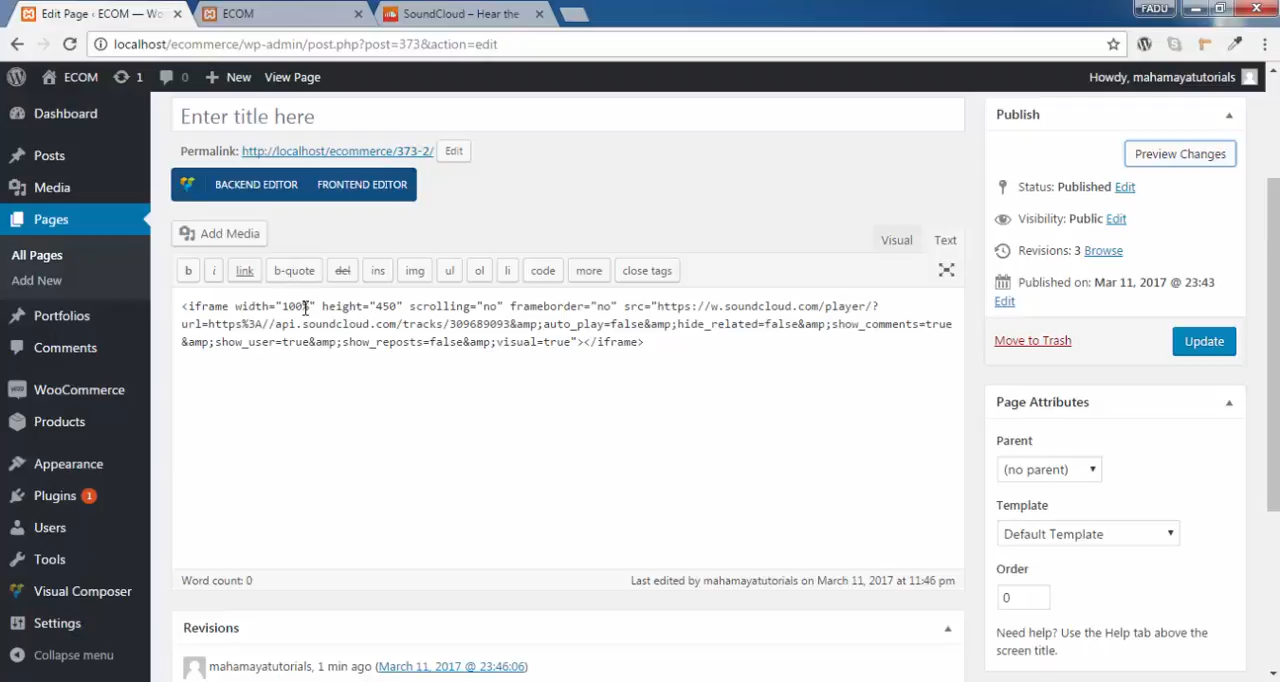 Edit Page ‹ ECOM — Wo
ECOM
SoundCloud – Hear the
FADU
localhost/ecommerce/wp-admin/post.php?post=373&action=edit
ECOM
1
0
New
View Page
Howdy, mahamayatutorials
Dashboard
Posts
Media
Pages
All Pages
Add New
Portfolios
Comments
WooCommerce
Products
Appearance
Plugins 1
Users
Tools
Visual Composer
Settings
Collapse menu
Enter title here
Permalink: http://localhost/ecommerce/373-2/ Edit
BACKEND EDITOR FRONTEND EDITOR
Add Media
Visual Text
b i link b-quote del ins img ul ol li code more close tags
<iframe width="100%" height="450" scrolling="no" frameborder="no" src="https://w.soundcloud.com/player/?
url=https%3A//api.soundcloud.com/tracks/309689093&amp;auto_play=false&amp;hide_related=false&amp;show_comments=true
&amp;show_user=true&amp;show_reposts=false&amp;visual=true"></iframe>
Word count: 0
Last edited by mahamayatutorials on March 11, 2017 at 11:46 pm
Revisions
mahamayatutorials, 1 min ago (March 11, 2017 @ 23:46:06)
Publish
Preview Changes
Status: Published Edit
Visibility: Public Edit
Revisions: 3 Browse
Published on: Mar 11, 2017 @ 23:43
Edit
Move to Trash
Update
Page Attributes
Parent
(no parent)
Template
Default Template
Order
0
Need help? Use the Help tab above the
screen title.